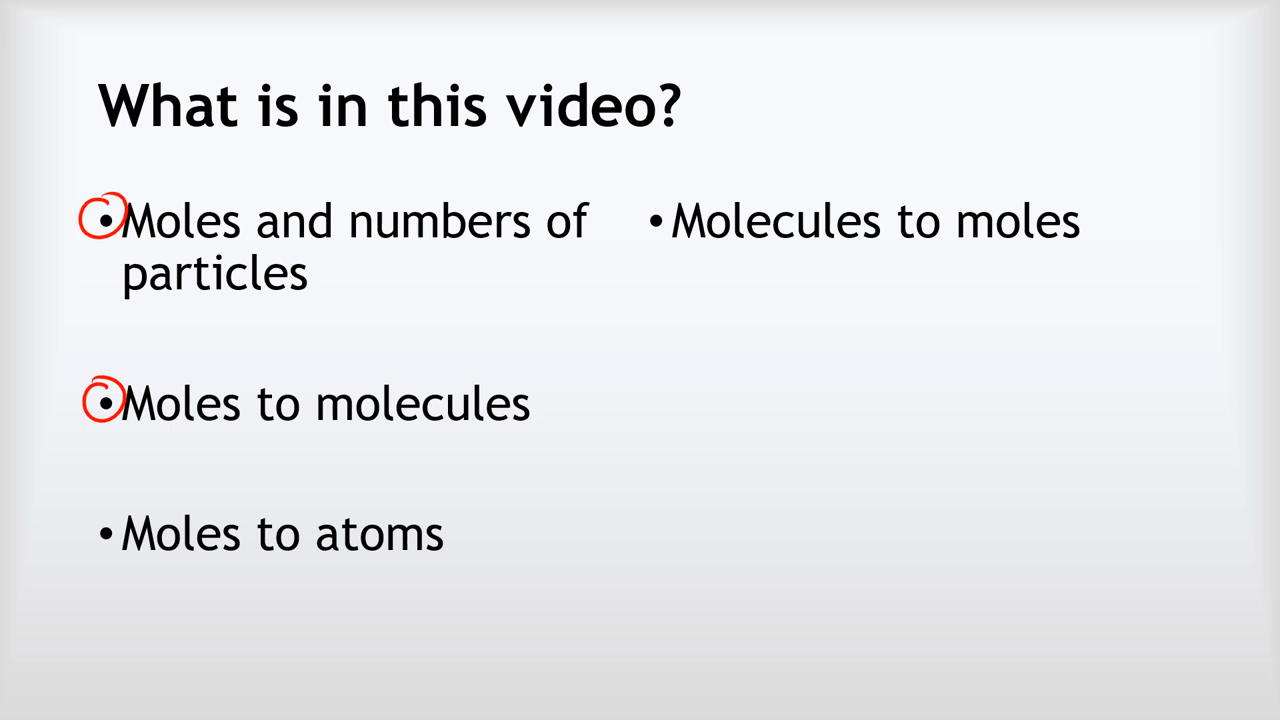 What is in this video?
• Moles and numbers of
particles
• Moles to molecules
• Moles to atoms
• Molecules to moles